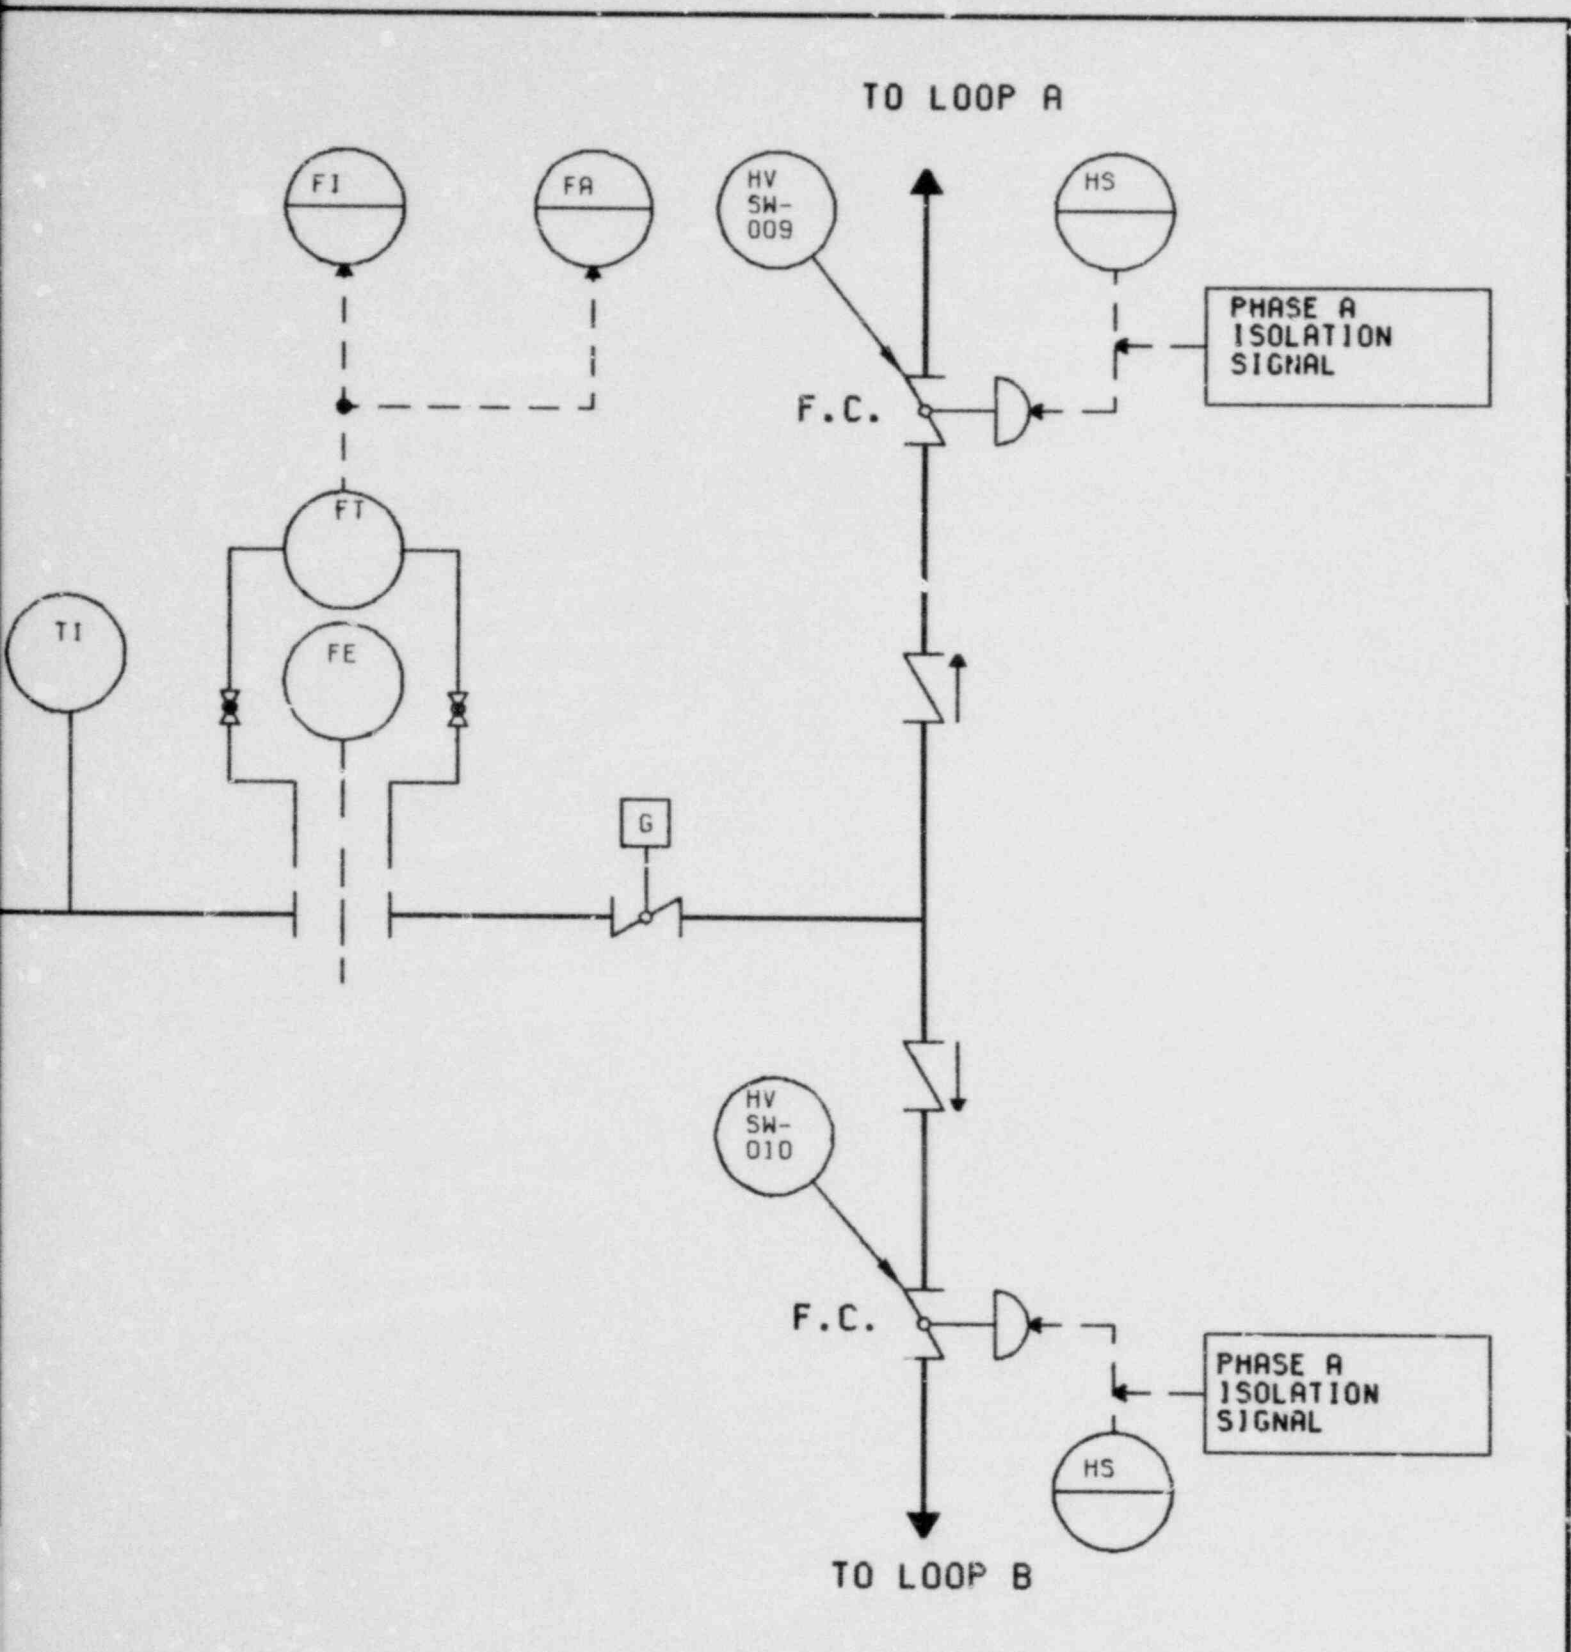 TO LOOP A
FI
FA
HV
SW-
009
HS
PHASE A
ISOLATION
SIGNAL
F.C.
FT
TI
FE
G
HV
SW-
010
F.C.
PHASE A
ISOLATION
SIGNAL
HS
TO LOOP B